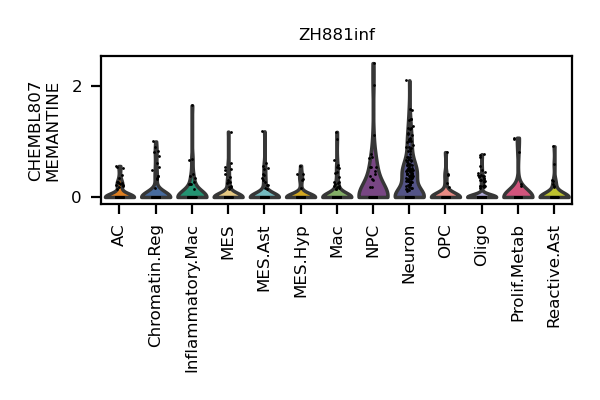 ZH881inf
CHEMBL807
MEMANTINE
2
0
AC
Chromatin.Reg
Inflammatory.Mac
MES
MES.Ast
MES.Hyp
Mac
NPC
Neuron
OPC
Oligo
Prolif.Metab
Reactive.Ast